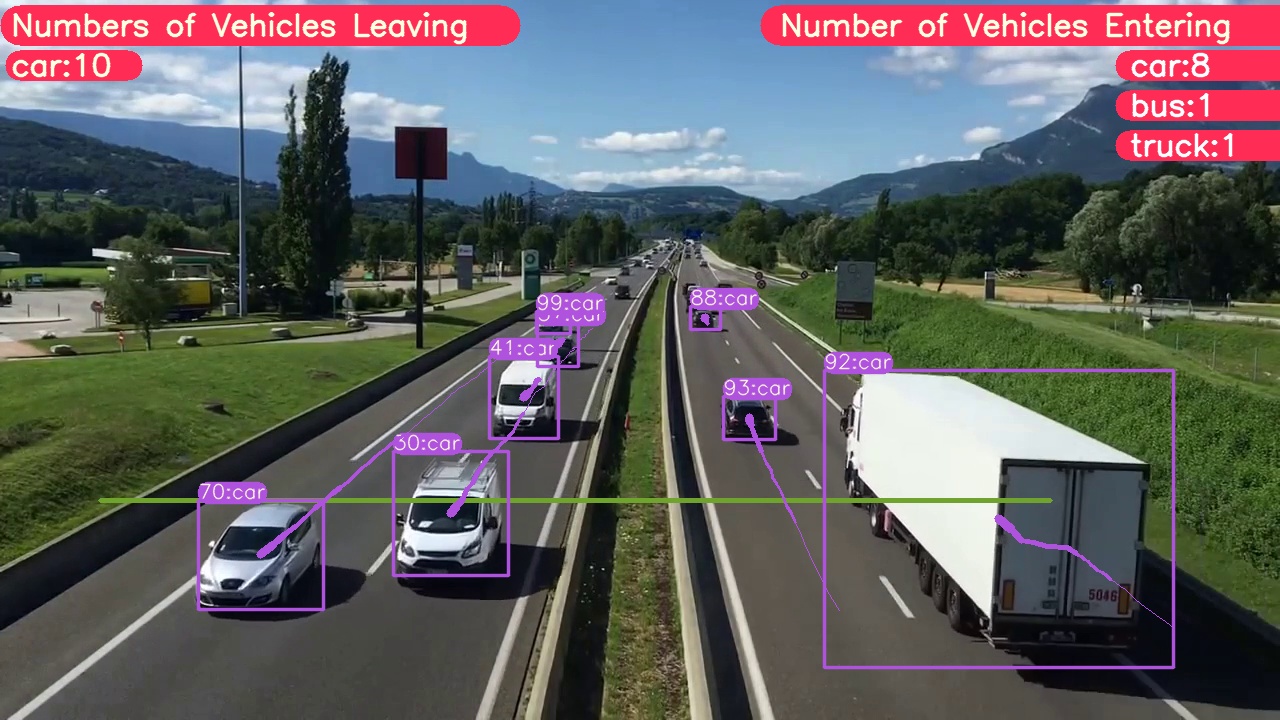 Numbers of Vehicles Leaving
Number of Vehicles Entering
car:10
car:8
bus:1
truck:1
99:car
88:car
41:car
92:car
93:car
30:car
70:car
5046